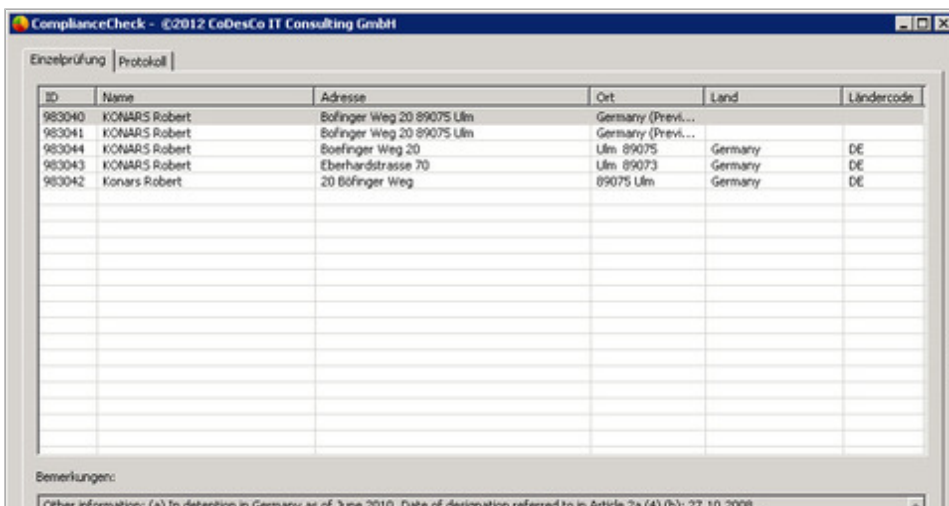 ComplianceCheck - ©2012 CoDesCo IT Consulting GmbH
Einzelprüfung Protokoll
ID Name Adresse Ort Land Ländercode
983040 KONARS Robert Bofinger Weg 20 89075 Ulm Germany (Previ...
983041 KONARS Robert Bofinger Weg 20 89075 Ulm Germany (Previ...
983044 KONARS Robert Boefinger Weg 20 Ulm 89075 Germany DE
983043 KONARS Robert Eberhardstrasse 70 Ulm 89073 Germany DE
983042 Konars Robert 20 Böfinger Weg 89075 Ulm Germany DE
Bemerkungen:
Other information: (a) In detention in Germany as of June 2010. Date of designation referred to in Article 2a (4) (b): 27.10.2008.